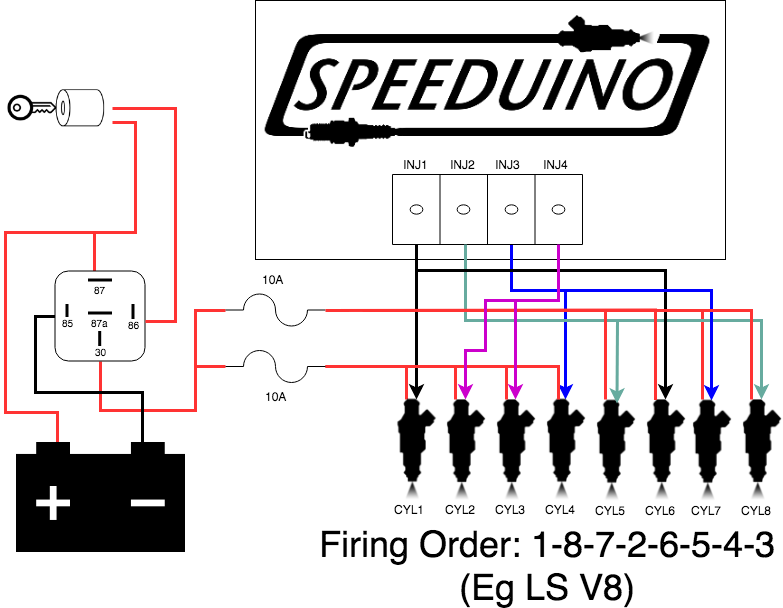 SPEEDUINO
INJ1 INJ2 INJ3 INJ4
87
85 87a 86
30
10A
10A
CYL1 CYL2 CYL3 CYL4 CYL5 CYL6 CYL7 CYL8
Firing Order: 1-8-7-2-6-5-4-3
(Eg LS V8)